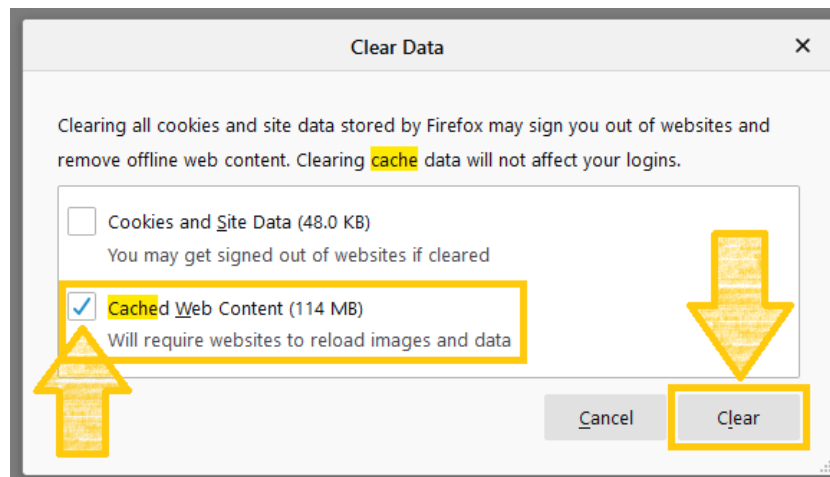 Clear Data
Clearing all cookies and site data stored by Firefox may sign you out of websites and
remove offline web content. Clearing cache data will not affect your logins.
Cookies and Site Data (48.0 KB)
You may get signed out of websites if cleared
Cached Web Content (114 MB)
Will require websites to reload images and data
Cancel
Clear